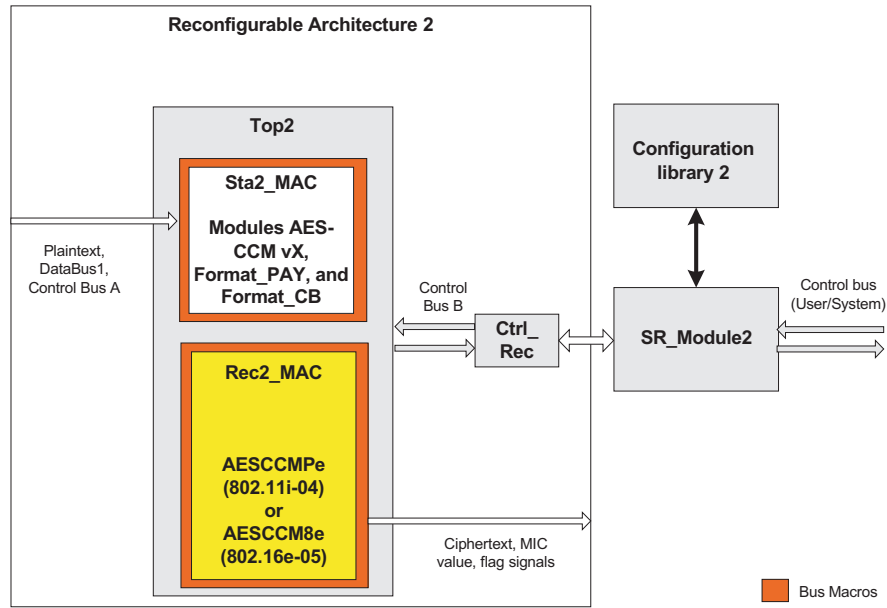 Reconfigurable Architecture 2
Top2
Sta2_MAC
Modules AES-
CCM vX,
Format_PAY, and
Format_CB
Plaintext,
DataBus1,
Control Bus A
Rec2_MAC
AESCCMPe
(802.11i-04)
or
AESCCM8e
(802.16e-05)
Control
Bus B
Ctrl_
Rec
Ciphertext, MIC
value, flag signals
Configuration
library 2
SR_Module2
Control bus
(User/System)
Bus Macros